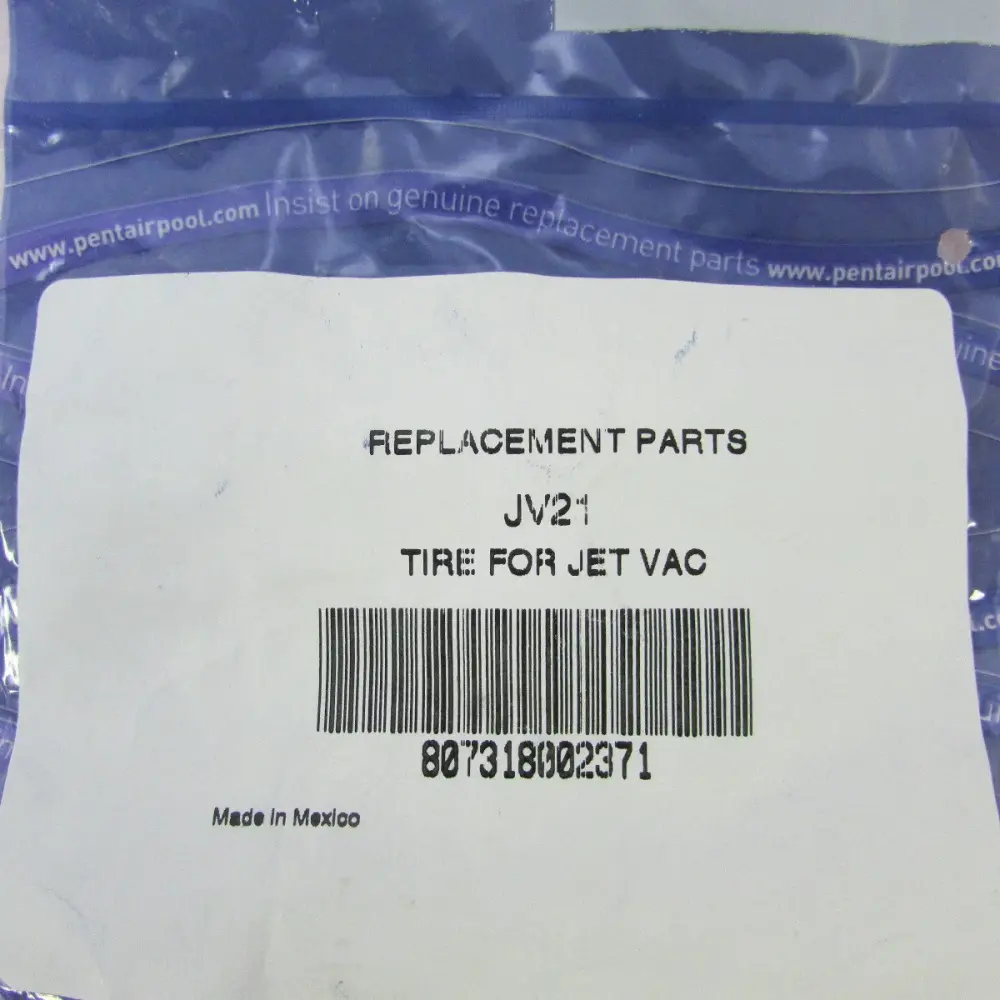 www.pentairpool.com Insist on genuine replacement parts www.pentairpool.co
REPLACEMENT PARTS
JV21
TIRE FOR JET VAC
807318002371
Made in Mexico